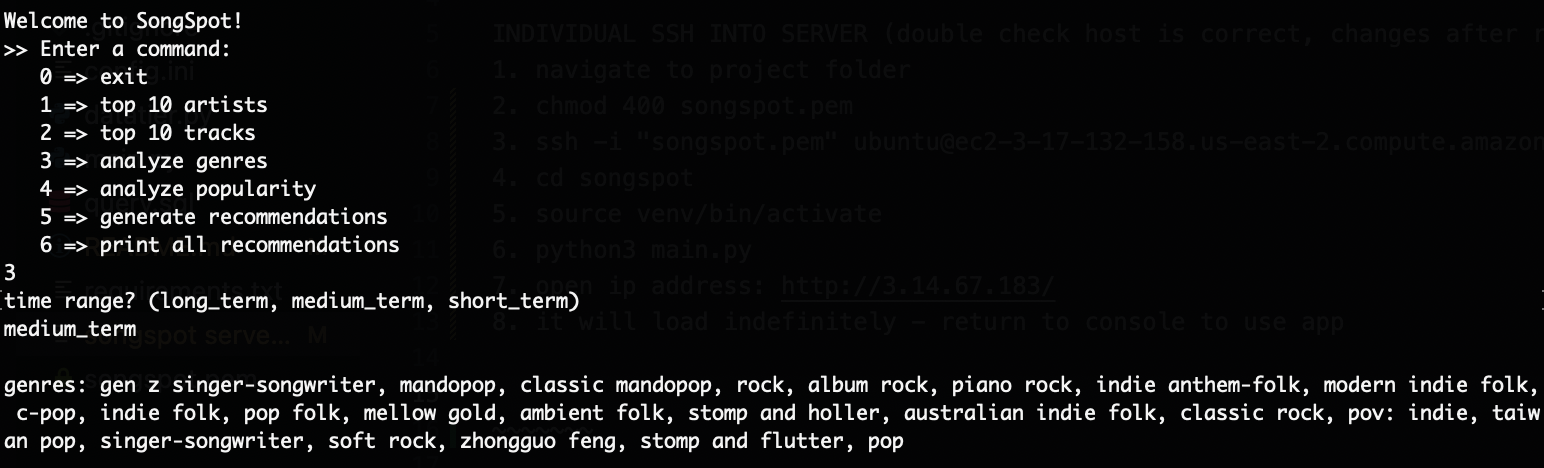 Welcome to SongSpot!
>> Enter a command:
   0 => exit
   1 => top 10 artists
   2 => top 10 tracks
   3 => analyze genres
   4 => analyze popularity
   5 => generate recommendations
   6 => print all recommendations
3
time range? (long_term, medium_term, short_term)
medium_term

genres: gen z singer-songwriter, mandopop, classic mandopop, rock, album rock, piano rock, indie anthem-folk, modern indie folk,
 c-pop, indie folk, pop folk, mellow gold, ambient folk, stomp and holler, australian indie folk, classic rock, pov: indie, taiw
an pop, singer-songwriter, soft rock, zhongguo feng, stomp and flutter, pop
INDIVIDUAL SSH INTO SERVER (double check host is correct, changes after
1. navigate to project folder
2. chmod 400 songspot.pem
3. ssh -i "songspot.pem" ubuntu@ec2-3-17-132-158.us-east-2.compute.amazon
4. cd songspot
5. source venv/bin/activate
6. python3 main.py
7. open ip address: http://3.14.67.183/
8. it will load indefinitely - return to console to use app